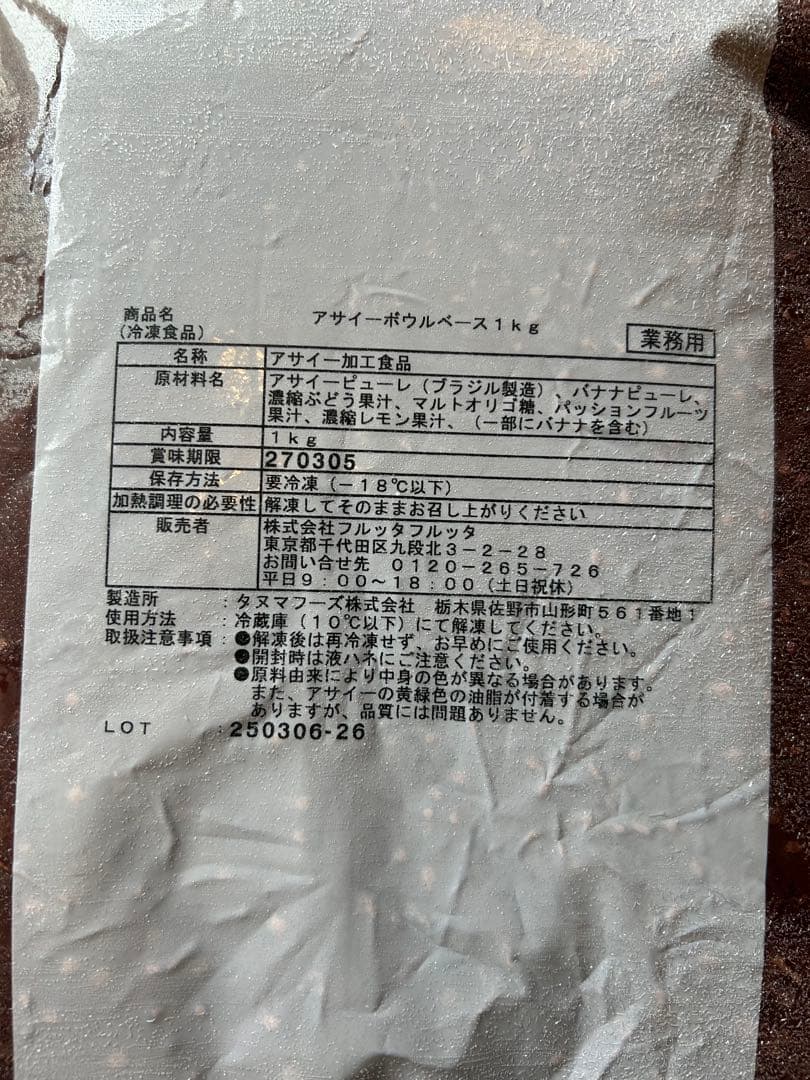 商品名
(冷凍食品)
アサイーボウルベース1kg
業務用
名称 アサイー加工食品
原材料名 アサイーピューレ(ブラジル製造)、バナナピューレ、
濃縮ぶどう果汁、マルトオリゴ糖、パッションフルーツ
果汁、濃縮レモン果汁、(一部にバナナを含む)
内容量 1kg
賞味期限 270305
保存方法 要冷凍(-18℃以下)
加熱調理の必要性 解凍してそのままお召し上がりください
販売者 株式会社フルッタフルッタ
東京都千代田区九段北3-2-28
お問い合せ先 0120-265-726
平日9:00~18:00(土日祝休)
製造所 :タヌマフーズ株式会社 栃木県佐野市山形町561番地1
使用方法 :冷蔵庫(10℃以下)にて解凍してください。
取扱注意事項:●解凍後は再冷凍せず、お早めにご使用ください。
●開封時は液ハネにご注意ください。
●原料由来により中身の色が異なる場合があります。
また、アサイーの黄緑色の油脂が付着する場合が
ありますが、品質には問題ありません。
LOT :250306-26